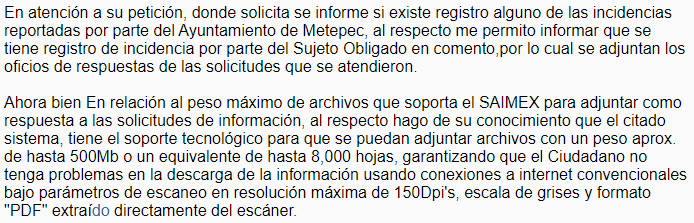 En atención a su petición, donde solicita se informe si existe registro alguno de las incidencias
reportadas por parte del Ayuntamiento de Metepec, al respecto me permito informar que se
tiene registro de incidencia por parte del Sujeto Obligado en comento,por lo cual se adjuntan los
oficios de respuestas de las solicitudes que se atendieron.
Ahora bien En relación al peso máximo de archivos que soporta el SAIMEX para adjuntar como
respuesta a las solicitudes de información, al respecto hago de su conocimiento que el citado
sistema, tiene el soporte tecnológico para que se puedan adjuntar archivos con un peso aprox.
de hasta 500Mb o un equivalente de hasta 8,000 hojas, garantizando que el Ciudadano no
tenga problemas en la descarga de la información usando conexiones a internet convencionales
bajo parámetros de escaneo en resolución máxima de 150Dpi's, escala de grises y formato
"PDF" extraído directamente del escáner.